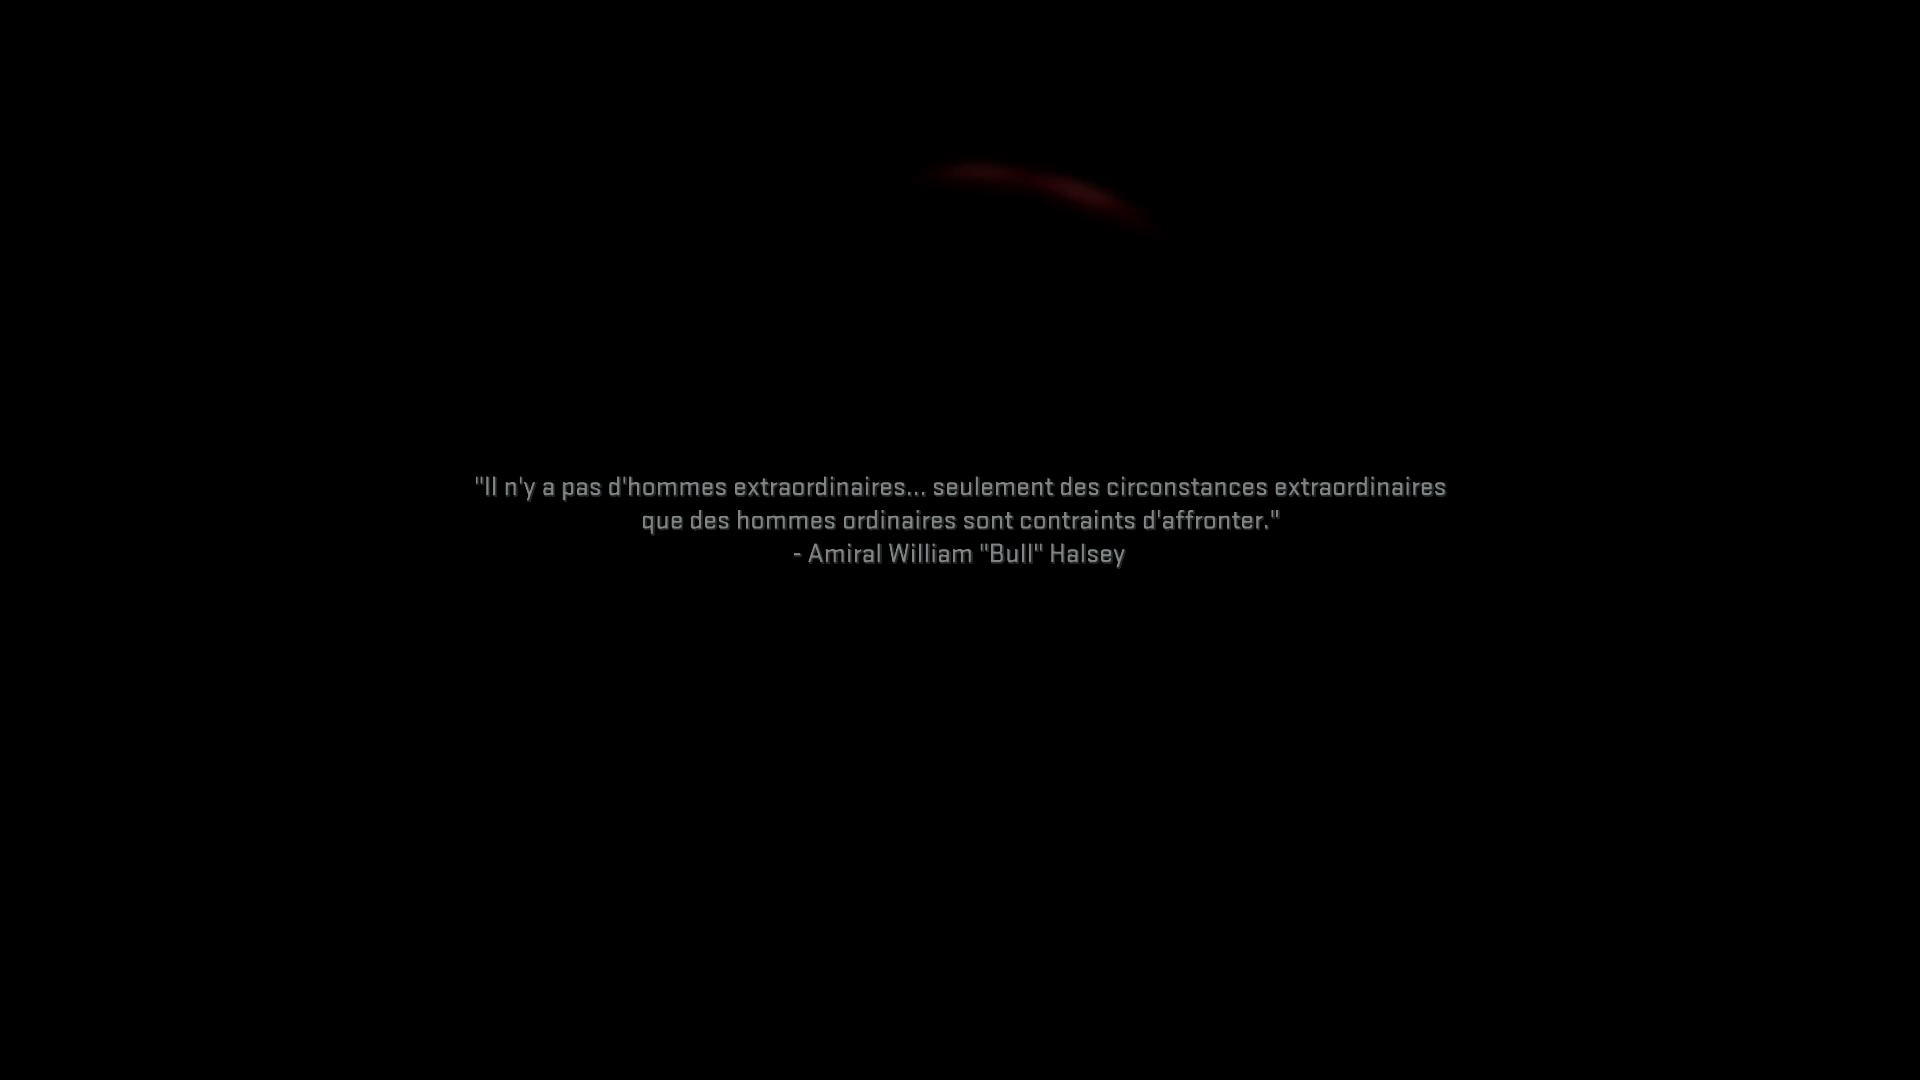 "Il n'y a pas d'hommes extraordinaires... seulement des circonstances extraordinaires
que des hommes ordinaires sont contraints d'affronter."
- Amiral William "Bull" Halsey